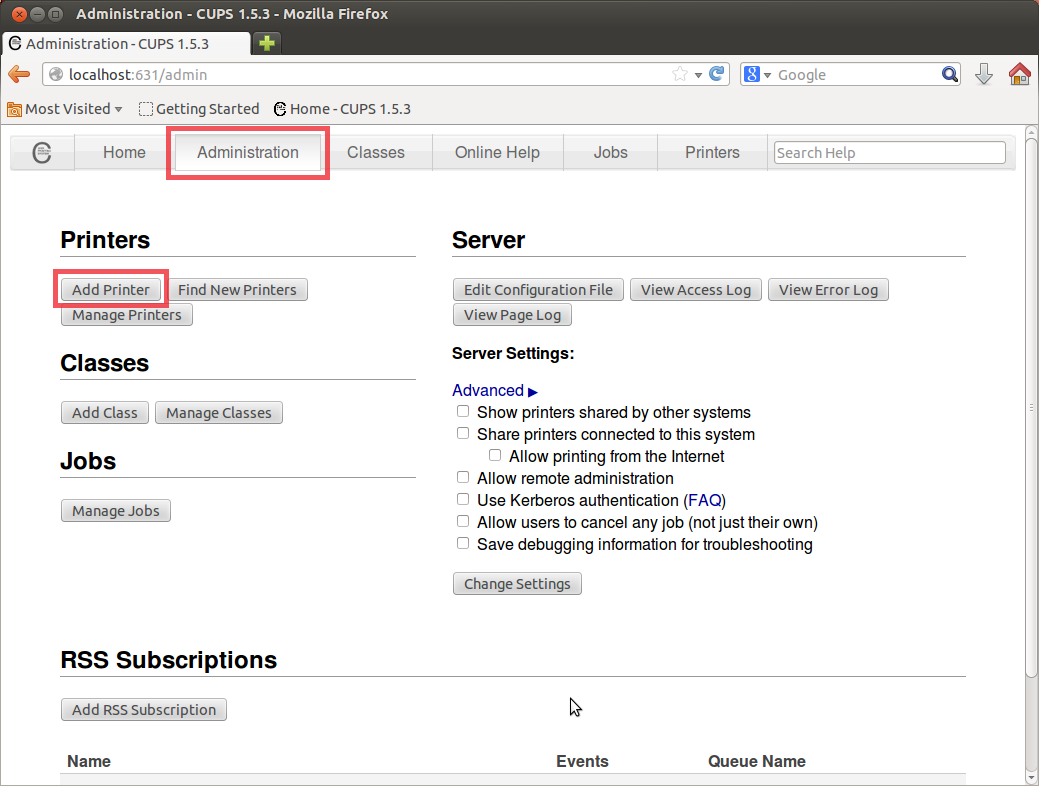 Administration - CUPS 1.5.3 - Mozilla Firefox
Administration - CUPS 1.5.3
localhost:631/admin
Google
Most Visited Getting Started Home - CUPS 1.5.3
Home Administration Classes Online Help Jobs Printers Search Help
Printers
Add Printer Find New Printers
Manage Printers
Classes
Add Class Manage Classes
Jobs
Manage Jobs
Server
Edit Configuration File View Access Log View Error Log
View Page Log
Server Settings:
Advanced ▶
Show printers shared by other systems
Share printers connected to this system
Allow printing from the Internet
Allow remote administration
Use Kerberos authentication (FAQ)
Allow users to cancel any job (not just their own)
Save debugging information for troubleshooting
Change Settings
RSS Subscriptions
Add RSS Subscription
Name Events Queue Name